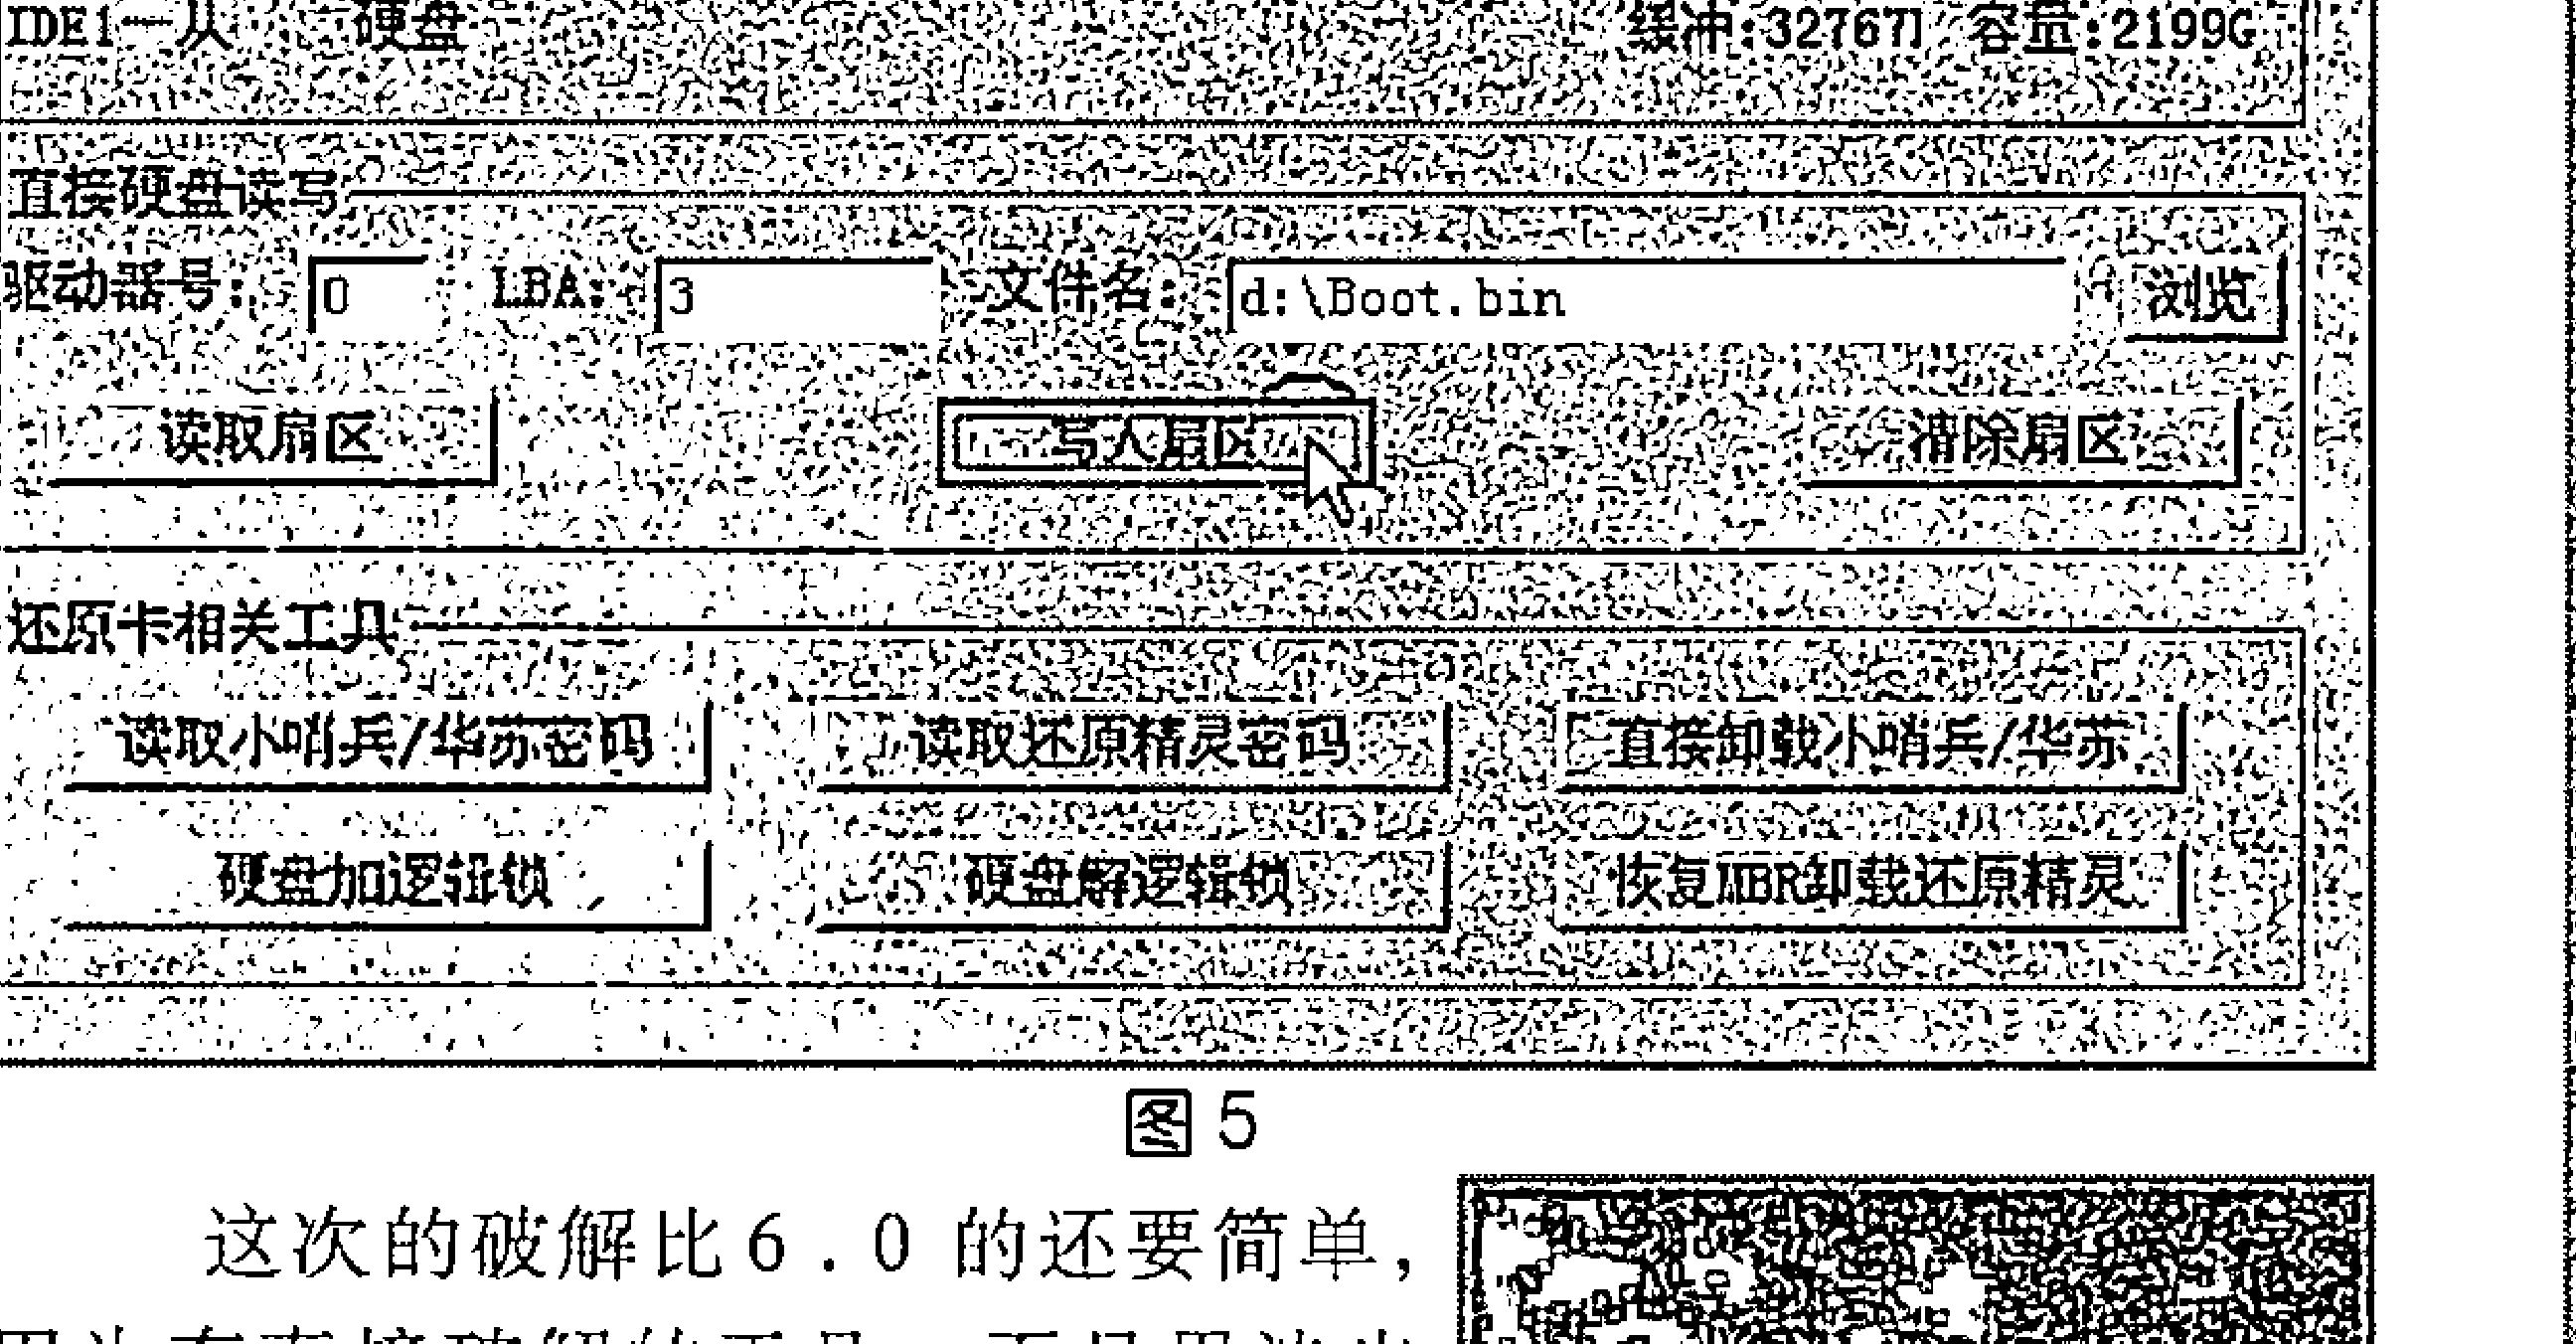 IDE1—从 硬盘 缓冲:32767 容量:2199G
直接硬盘读写
驱动器号: 0 LBA: 3 文件名: d:\Boot.bin 浏览
读取扇区 写入扇区 清除扇区
还原卡相关工具
读取小哨兵/华苏密码 读取还原精灵密码 直接卸载小哨兵/华苏
硬盘加逻辑锁 硬盘解逻辑锁 恢复MBR卸载还原精灵
图 5
这次的破解比6.0 的还要简单,